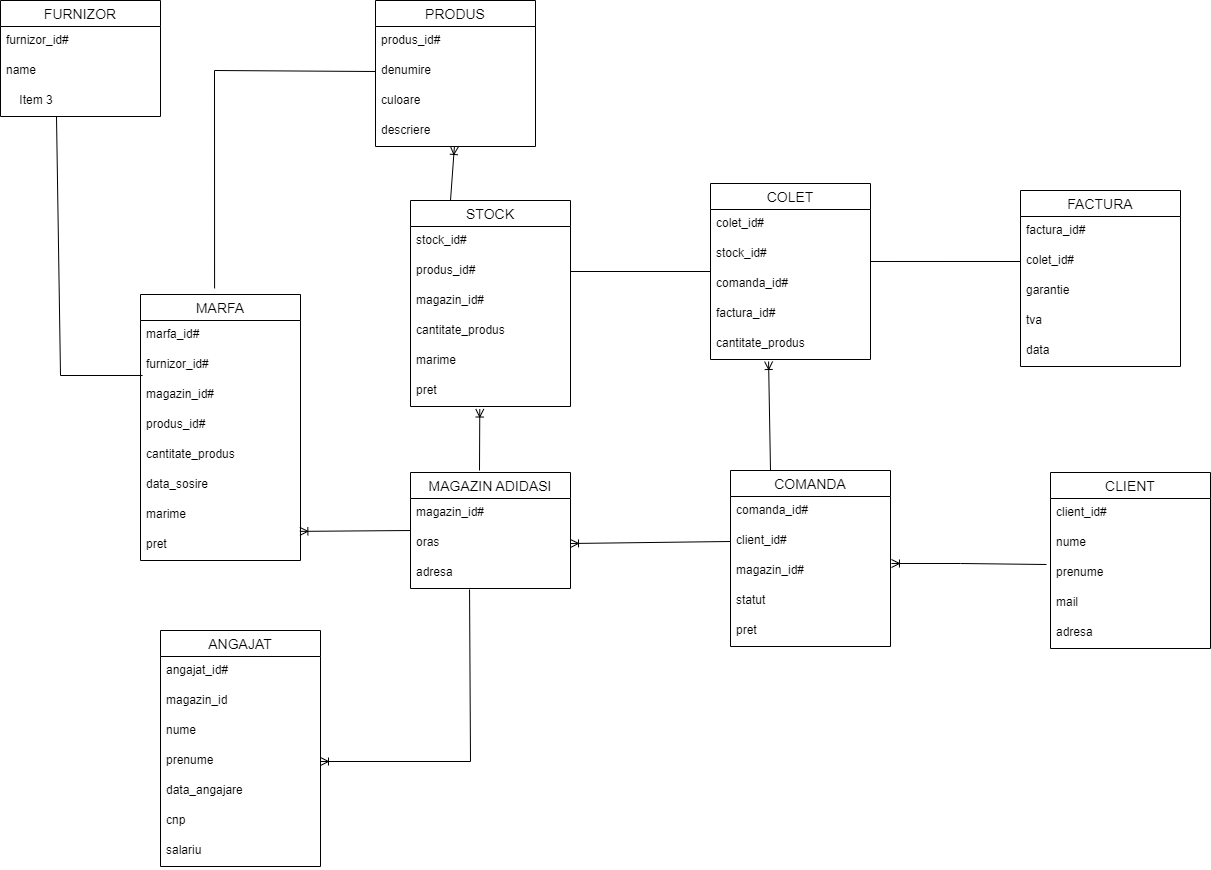 FURNIZOR
furnizor_id#
name
Item 3
PRODUS
produs_id#
denumire
culoare
descriere
STOCK
stock_id#
produs_id#
magazin_id#
cantitate_produs
marime
pret
COLET
colet_id#
stock_id#
comanda_id#
factura_id#
cantitate_produs
FACTURA
factura_id#
colet_id#
garantie
tva
data
MARFA
marfa_id#
furnizor_id#
magazin_id#
produs_id#
cantitate_produs
data_sosire
marime
pret
MAGAZIN ADIDASI
magazin_id#
oras
adresa
COMANDA
comanda_id#
client_id#
magazin_id#
statut
pret
CLIENT
client_id#
nume
prenume
mail
adresa
ANGAJAT
angajat_id#
magazin_id
nume
prenume
data_angajare
cnp
salariu